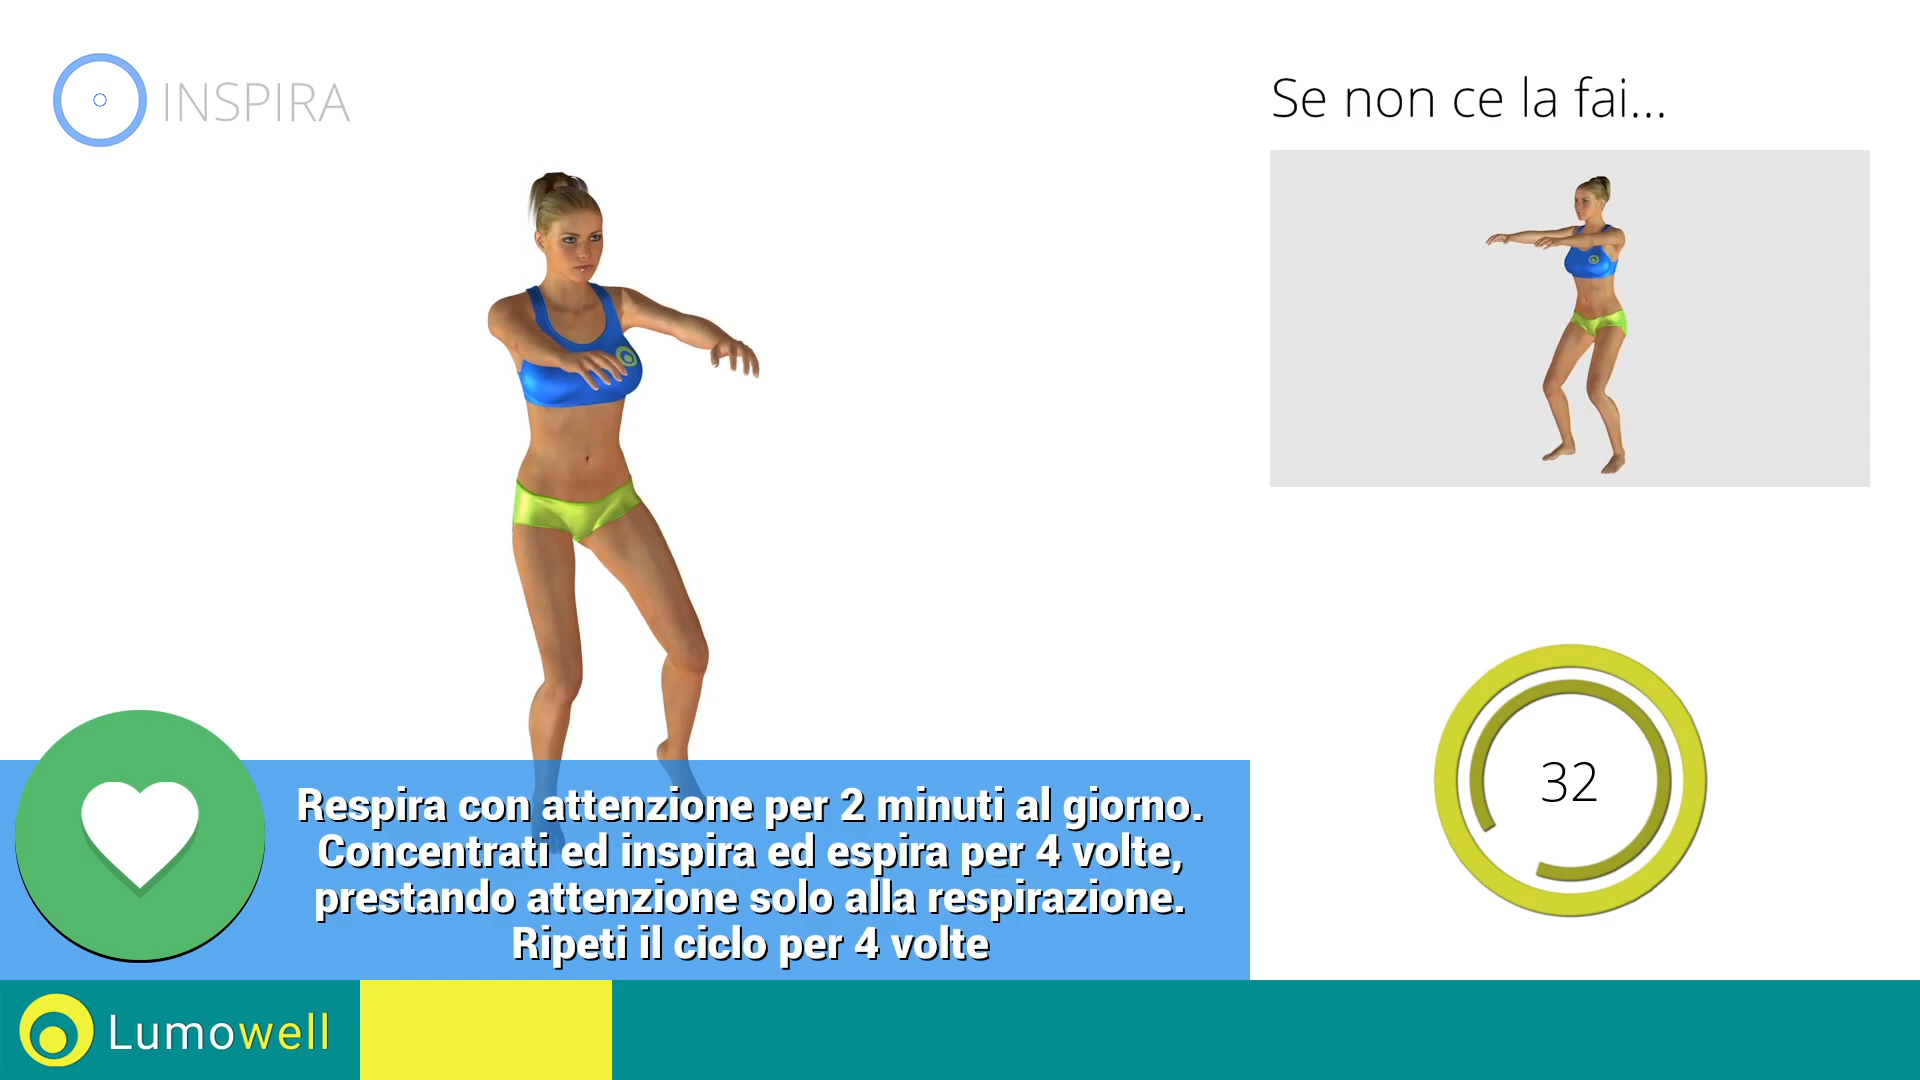 INSPIRA
Se non ce la fai...
32
Respira con attenzione per 2 minuti al giorno.
Concentrati ed inspira ed espira per 4 volte,
prestando attenzione solo alla respirazione.
Ripeti il ciclo per 4 volte
Lumowell